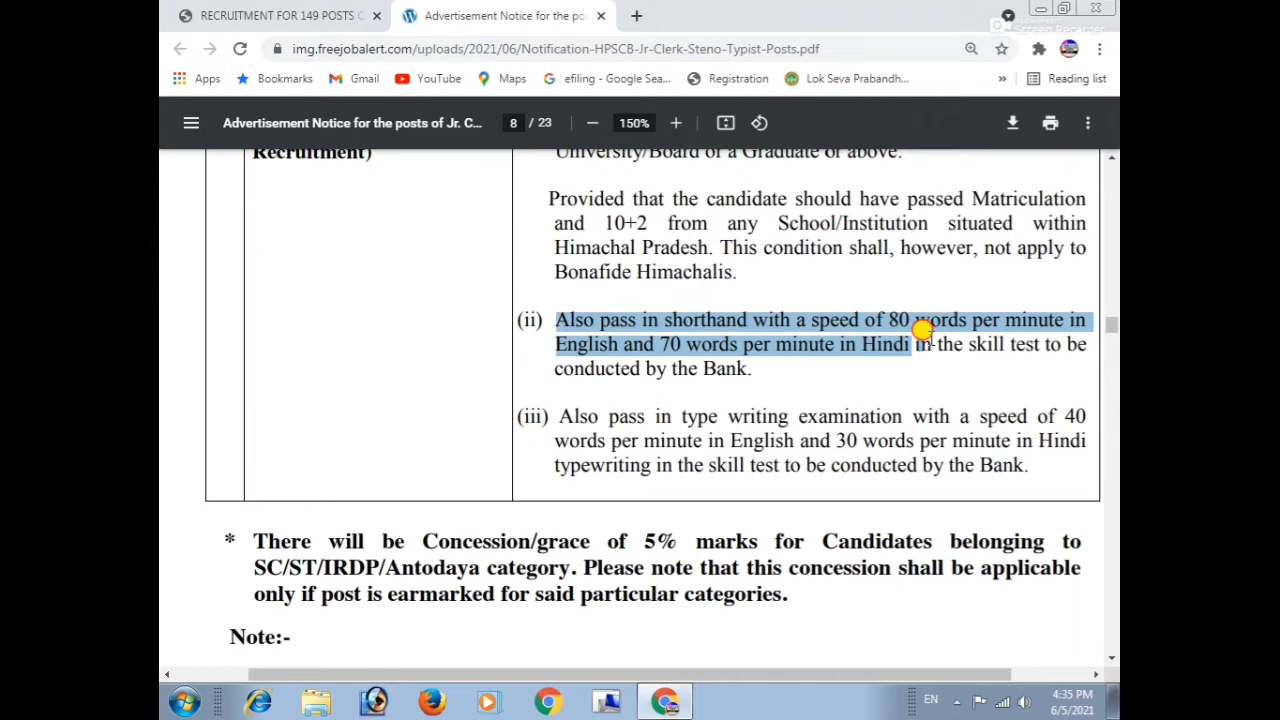 RECRUITMENT FOR 149 POSTS C
Advertisement Notice for the po
Screen Recorder
img.freejobalert.com/uploads/2021/06/Notification-HPSCB-Jr-Clerk-Steno-Typist-Posts.pdf
Apps Bookmarks Gmail YouTube Maps efiling - Google Sea... Registration Lok Seva Prabandh... » Reading list
Advertisement Notice for the posts of Jr. C... 8 / 23 150%
Recruitment)
University/Board or a Graduate or above.
Provided that the candidate should have passed Matriculation
and 10+2 from any School/Institution situated within
Himachal Pradesh. This condition shall, however, not apply to
Bonafide Himachalis.
(ii) Also pass in shorthand with a speed of 80 words per minute in
English and 70 words per minute in Hindi in the skill test to be
conducted by the Bank.
(iii) Also pass in type writing examination with a speed of 40
words per minute in English and 30 words per minute in Hindi
typewriting in the skill test to be conducted by the Bank.
* There will be Concession/grace of 5% marks for Candidates belonging to
SC/ST/IRDP/Antodaya category. Please note that this concession shall be applicable
only if post is earmarked for said particular categories.
Note:-
EN
4:35 PM
6/5/2021